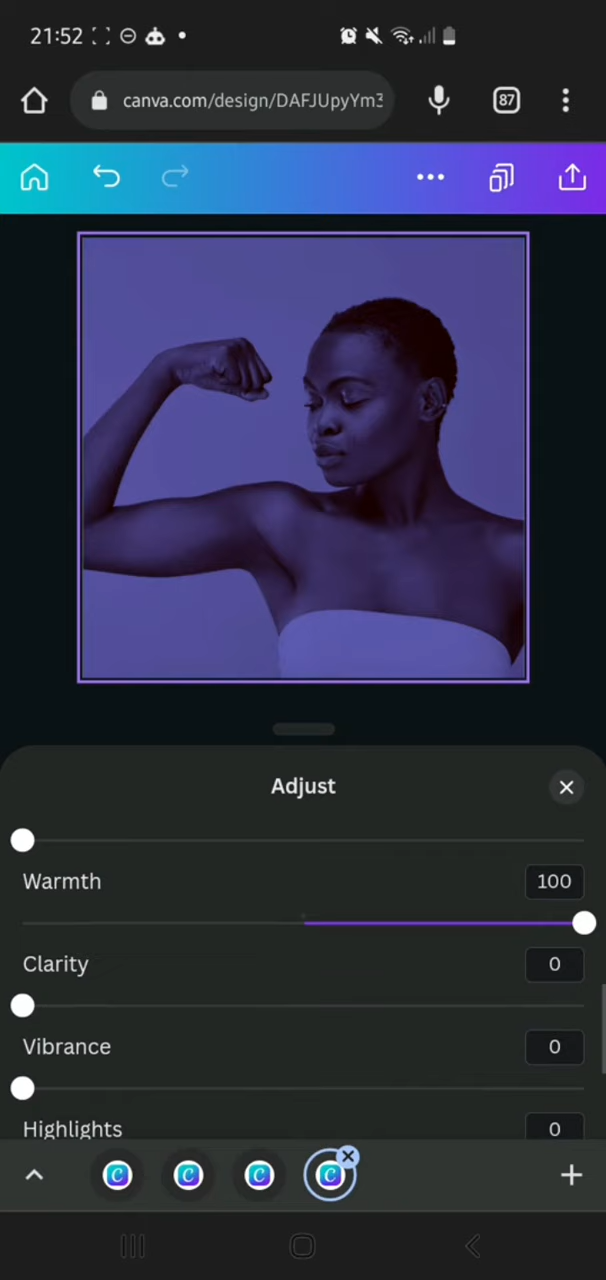 21:52
canva.com/design/DAFJUpyYm3
87
Adjust
Warmth 100
Clarity 0
Vibrance 0
Highlights 0